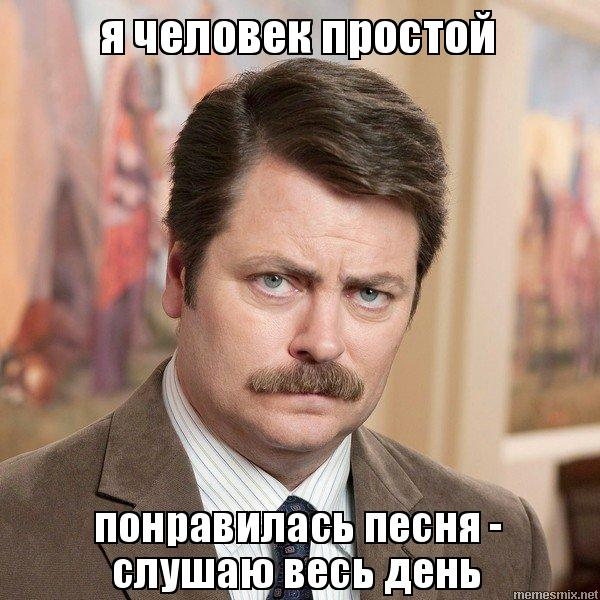 я человек простой
понравилась песня -
слушаю весь день
memesmix.net